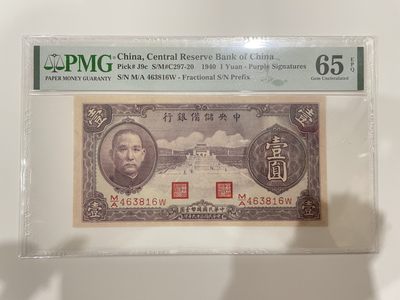 PMG
PAPER MONEY GUARANTY
China, Central Reserve Bank of China
Pick# J9c S/M#C297-20 1940 1 Yuan - Purple Signatures
S/N M/A 463816W - Fractional S/N Prefix
65 EPQ
Gem Uncirculated
行銀備儲央中
壹
壹
圓壹
M/A 463816W
M/A 463816W
壹
壹